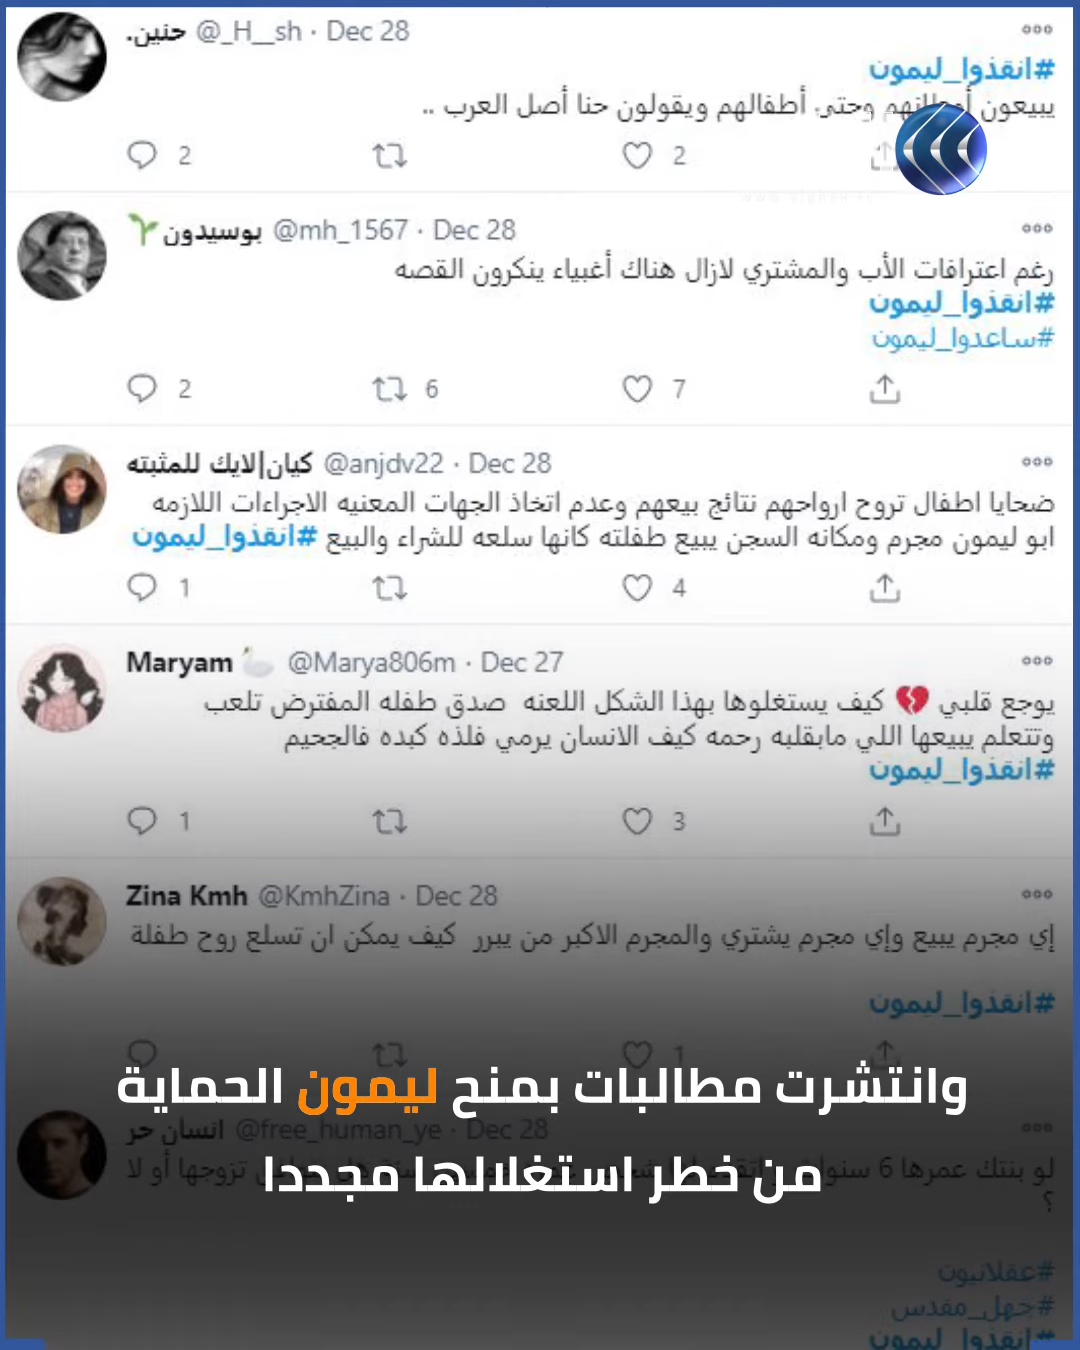 حنين. @_H__sh · Dec 28
#انقذوا_ليمون
يبيعون وحتى أطفالهم ويقولون حنا أصل العرب ..
2 2
بوسيدون @mh_1567 · Dec 28
رغم اعترافات الأب والمشتري لازال هناك أغبياء ينكرون القصه
#انقذوا_ليمون
#ساعدوا_ليمون
2 6 7
كيان|لايك للمثبته @anjdv22 · Dec 28
ضحايا اطفال تروح ارواحهم نتائج بيعهم وعدم اتخاذ الجهات المعنيه الاجراءات اللازمه
ابو ليمون مجرم ومكانه السجن يبيع طفلته كانها سلعه للشراء والبيع #انقذوا_ليمون
1 4
Maryam @Marya806m · Dec 27
يوجع قلبي 💔 كيف يستغلوها بهذا الشكل اللعنه صدق طفله المفترض تلعب
وتتعلم يبيعها اللي مابقلبه رحمه كيف الانسان يرمي فلذه كبده فالجحيم
#انقذوا_ليمون
1 3
Zina Kmh @KmhZina · Dec 28
إي مجرم يبيع وإي مجرم يشتري والمجرم الاكبر من يبرر كيف يمكن ان تسلع روح طفلة
#انقذوا_ليمون
1
وانتشرت مطالبات بمنح ليمون الحماية
انسان حر @free_human_ye · Dec 28
من خطر استغلالها مجددا
لو بنتك عمرها 6 سنوات تزوجها أو لا
؟
#عقلانيون
#جهل_مقدس
#انقذوا_ليمون